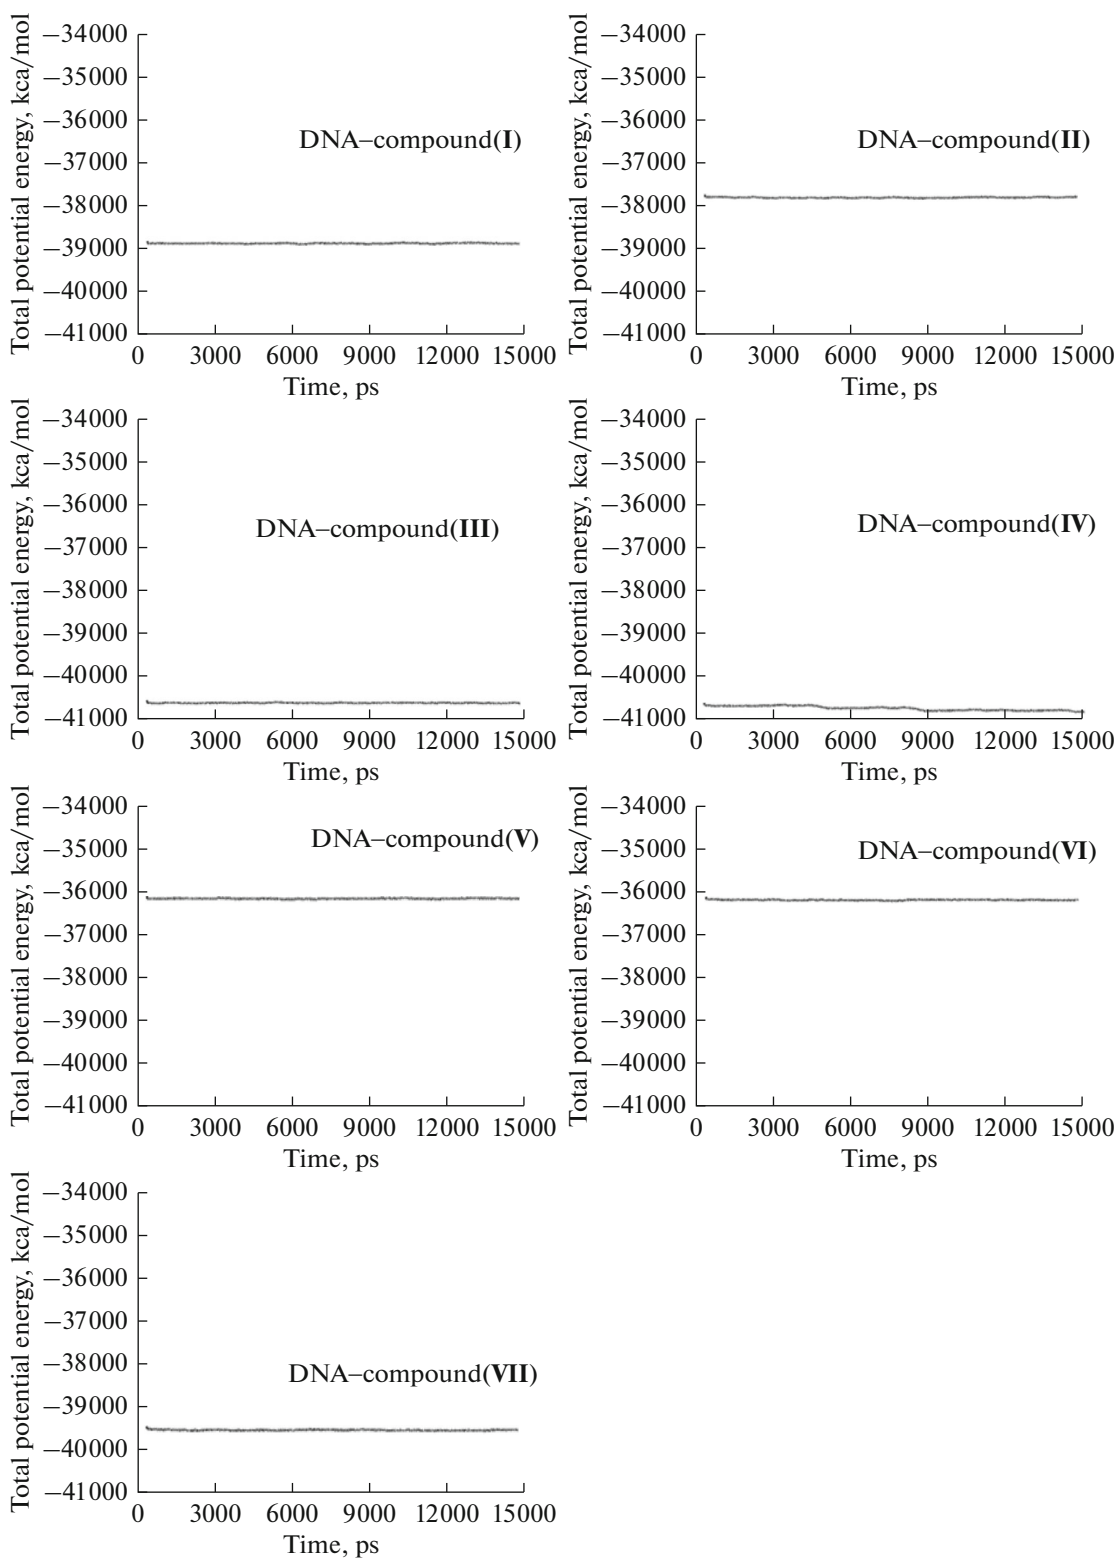 Total potential energy, kca/mol
−34000
−35000
−36000
−37000
−38000
−39000
−40000
−41000
DNA–compound(I)
0 3000 6000 9000 12000 15000
Time, ps
Total potential energy, kca/mol
−34000
−35000
−36000
−37000
−38000
−39000
−40000
−41000
DNA–compound(II)
0 3000 6000 9000 12000 15000
Time, ps
Total potential energy, kca/mol
−34000
−35000
−36000
−37000
−38000
−39000
−40000
−41000
DNA–compound(III)
0 3000 6000 9000 12000 15000
Time, ps
Total potential energy, kca/mol
−34000
−35000
−36000
−37000
−38000
−39000
−40000
−41000
DNA–compound(IV)
0 3000 6000 9000 12000 15000
Time, ps
Total potential energy, kca/mol
−34000
−35000
−36000
−37000
−38000
−39000
−40000
−41000
DNA–compound(V)
0 3000 6000 9000 12000 15000
Time, ps
Total potential energy, kca/mol
−34000
−35000
−36000
−37000
−38000
−39000
−40000
−41000
DNA–compound(VI)
0 3000 6000 9000 12000 15000
Time, ps
Total potential energy, kca/mol
−34000
−35000
−36000
−37000
−38000
−39000
−40000
−41000
DNA–compound(VII)
0 3000 6000 9000 12000 15000
Time, ps